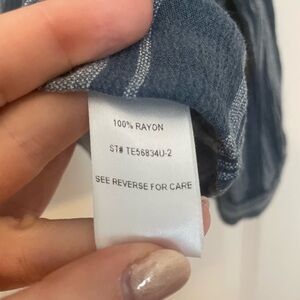 100% RAYON
ST# TE56834U-2
SEE REVERSE FOR CARE